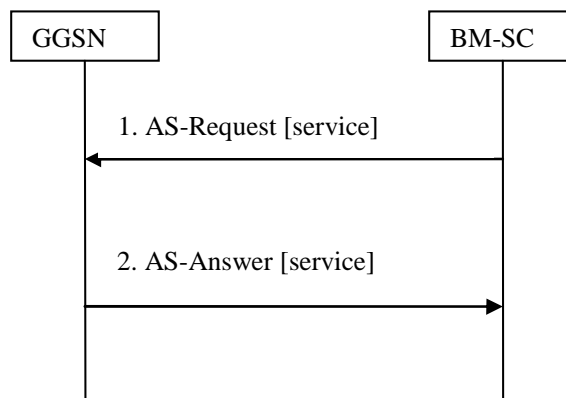 GGSN
BM-SC
1. AS-Request [service]
2. AS-Answer [service]